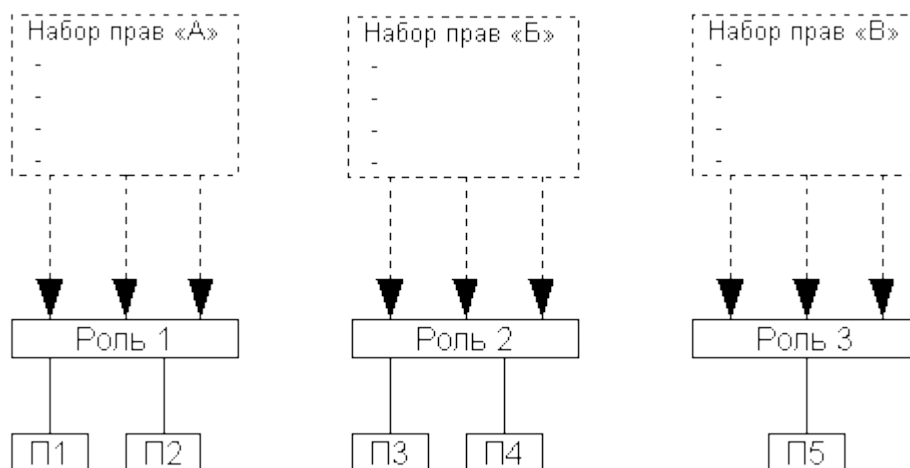 Набор прав «А»
-
-
-
-
Набор прав «Б»
-
-
-
-
Набор прав «В»
-
-
-
-
Роль 1
Роль 2
Роль 3
П1
П2
П3
П4
П5